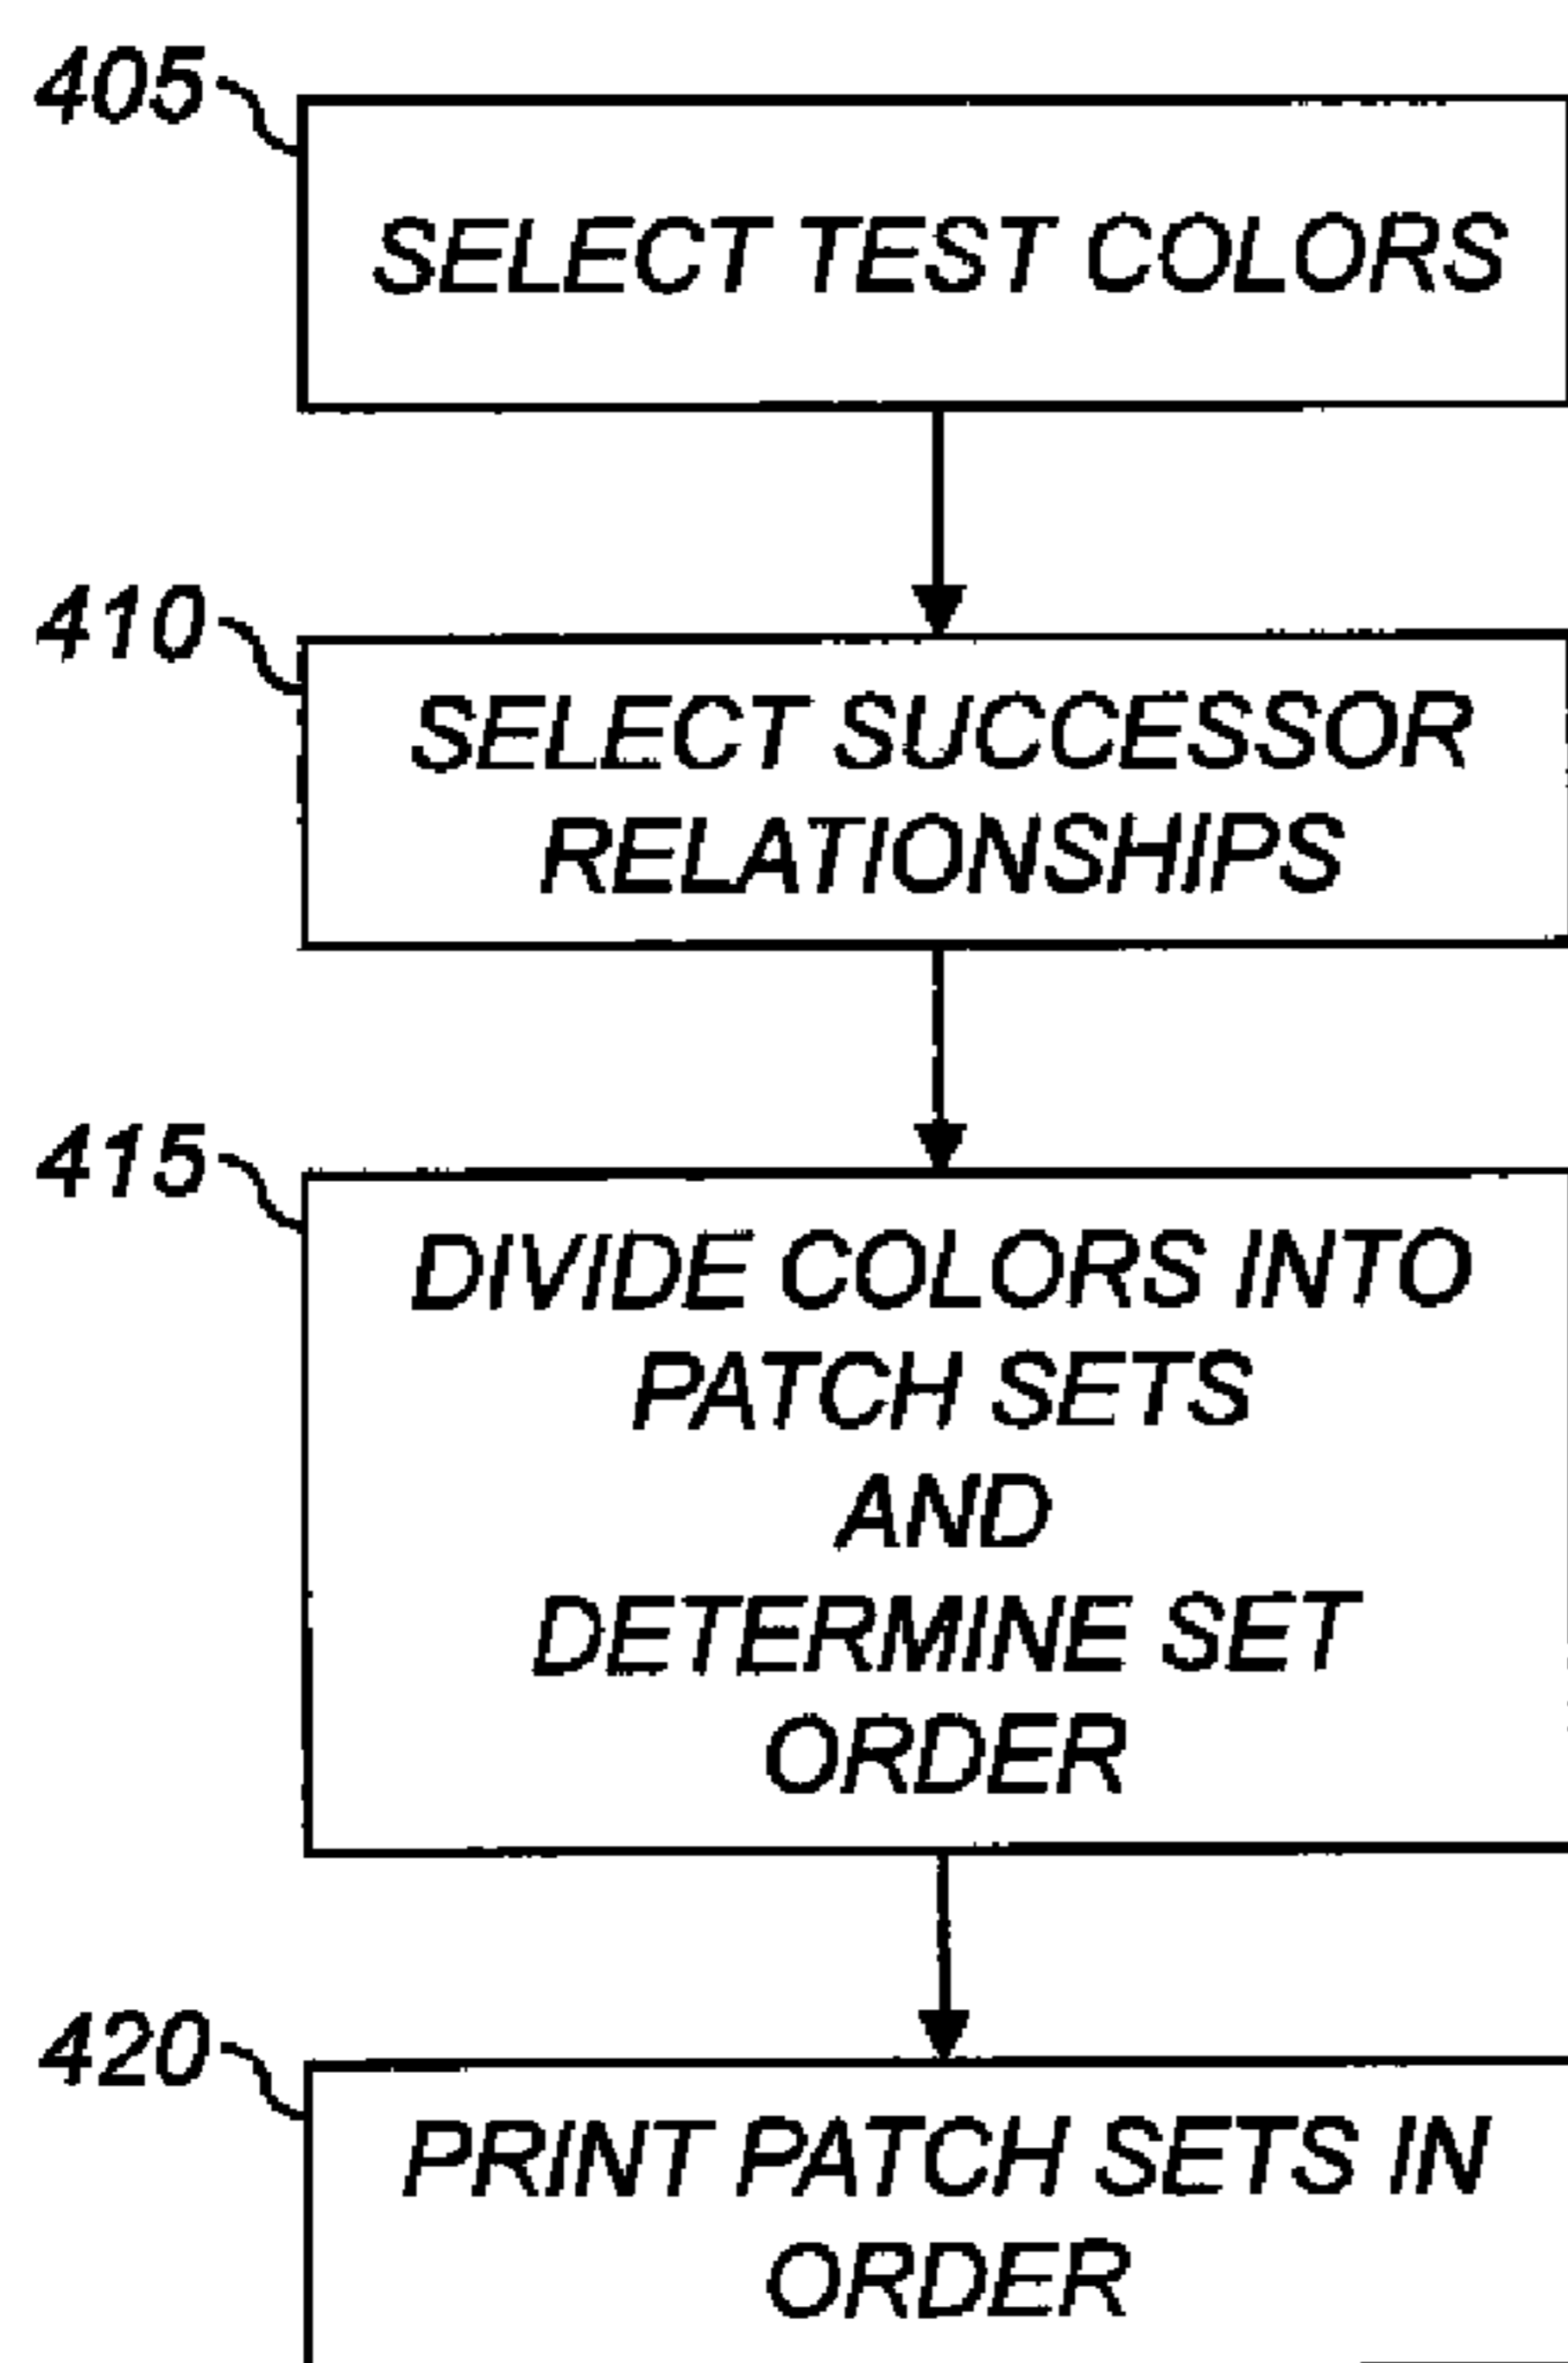 405
SELECT TEST COLORS
410
SELECT SUCCESSOR
RELATIONSHIPS
415
DIVIDE COLORS INTO
PATCH SETS
AND
DETERMINE SET
ORDER
420
PRINT PATCH SETS IN
ORDER